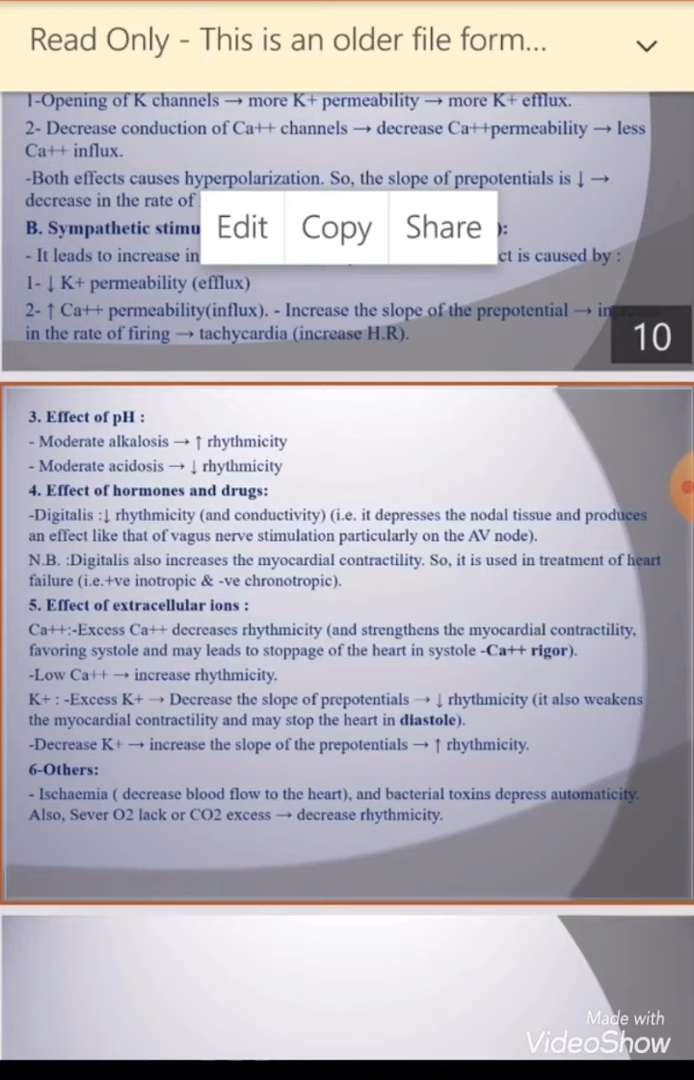 Read Only - This is an older file form...
1-Opening of K channels → more K+ permeability → more K+ efflux.
2- Decrease conduction of Ca++ channels → decrease Ca++permeability → less
Ca++ influx.
-Both effects causes hyperpolarization. So, the slope of prepotentials is ↓ →
decrease in the rate of
Edit Copy Share
B. Sympathetic stimu ):
- It leads to increase in ct is caused by :
1- ↓ K+ permeability (efflux)
2- ↑ Ca++ permeability(influx). - Increase the slope of the prepotential → in
in the rate of firing → tachycardia (increase H.R).
10
3. Effect of pH :
- Moderate alkalosis → ↑ rhythmicity
- Moderate acidosis → ↓ rhythmicity
4. Effect of hormones and drugs:
-Digitalis :↓ rhythmicity (and conductivity) (i.e. it depresses the nodal tissue and produces
an effect like that of vagus nerve stimulation particularly on the AV node).
N.B. :Digitalis also increases the myocardial contractility. So, it is used in treatment of heart
failure (i.e.+ve inotropic & -ve chronotropic).
5. Effect of extracellular ions :
Ca++:-Excess Ca++ decreases rhythmicity (and strengthens the myocardial contractility,
favoring systole and may leads to stoppage of the heart in systole -Ca++ rigor).
-Low Ca++ → increase rhythmicity.
K+ : -Excess K+ → Decrease the slope of prepotentials → ↓ rhythmicity (it also weakens
the myocardial contractility and may stop the heart in diastole).
-Decrease K+ → increase the slope of the prepotentials → ↑ rhythmicity.
6-Others:
- Ischaemia ( decrease blood flow to the heart), and bacterial toxins depress automaticity.
Also, Sever O2 lack or CO2 excess → decrease rhythmicity.
Made with
VideoShow